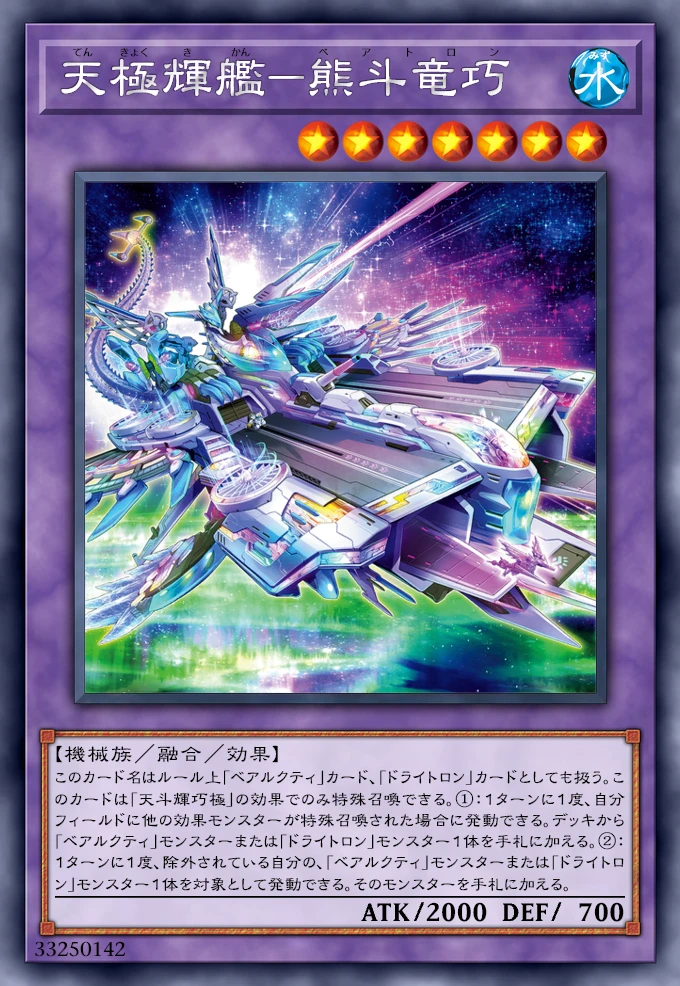 てんきょくきかん ベアトロン
天極輝艦－熊斗竜巧
みず
水
【機械族／融合／効果】
このカード名はルール上「ベアルクティ」カード、「ドライトロン」カードとしても扱う。こ
のカードは「天斗輝巧極」の効果でのみ特殊召喚できる。①：１ターンに１度、自分
フィールドに他の効果モンスターが特殊召喚された場合に発動できる。デッキから
「ベアルクティ」モンスターまたは「ドライトロン」モンスター１体を手札に加える。②：
１ターンに１度、除外されている自分の、「ベアルクティ」モンスターまたは「ドライトロ
ン」モンスター１体を対象として発動できる。そのモンスターを手札に加える。
ATK/2000 DEF/ 700
33250142